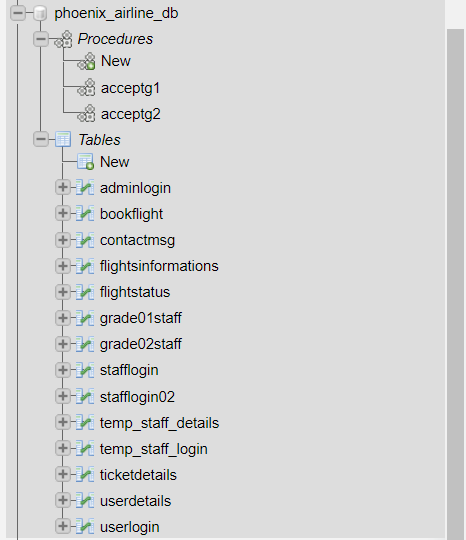 phoenix_airline_db
Procedures
New
acceptg1
acceptg2
Tables
New
adminlogin
bookflight
contactmsg
flightsinformations
flightstatus
grade01staff
grade02staff
stafflogin
stafflogin02
temp_staff_details
temp_staff_login
ticketdetails
userdetails
userlogin